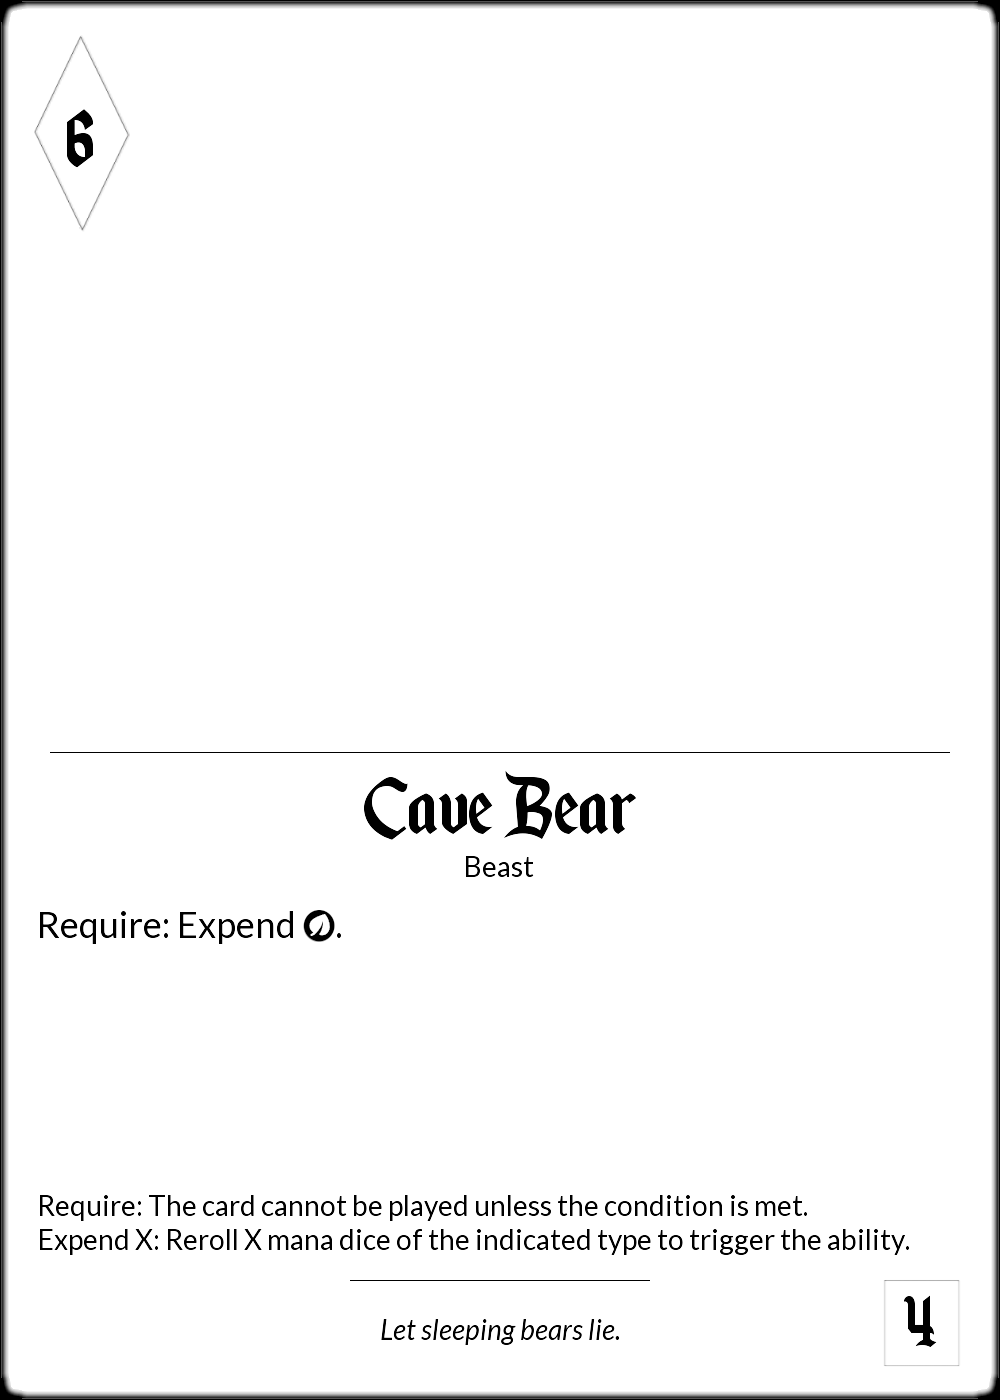 6
Cave Bear
Beast
Require: Expend .
Require: The card cannot be played unless the condition is met.
Expend X: Reroll X mana dice of the indicated type to trigger the ability.
Let sleeping bears lie.
4